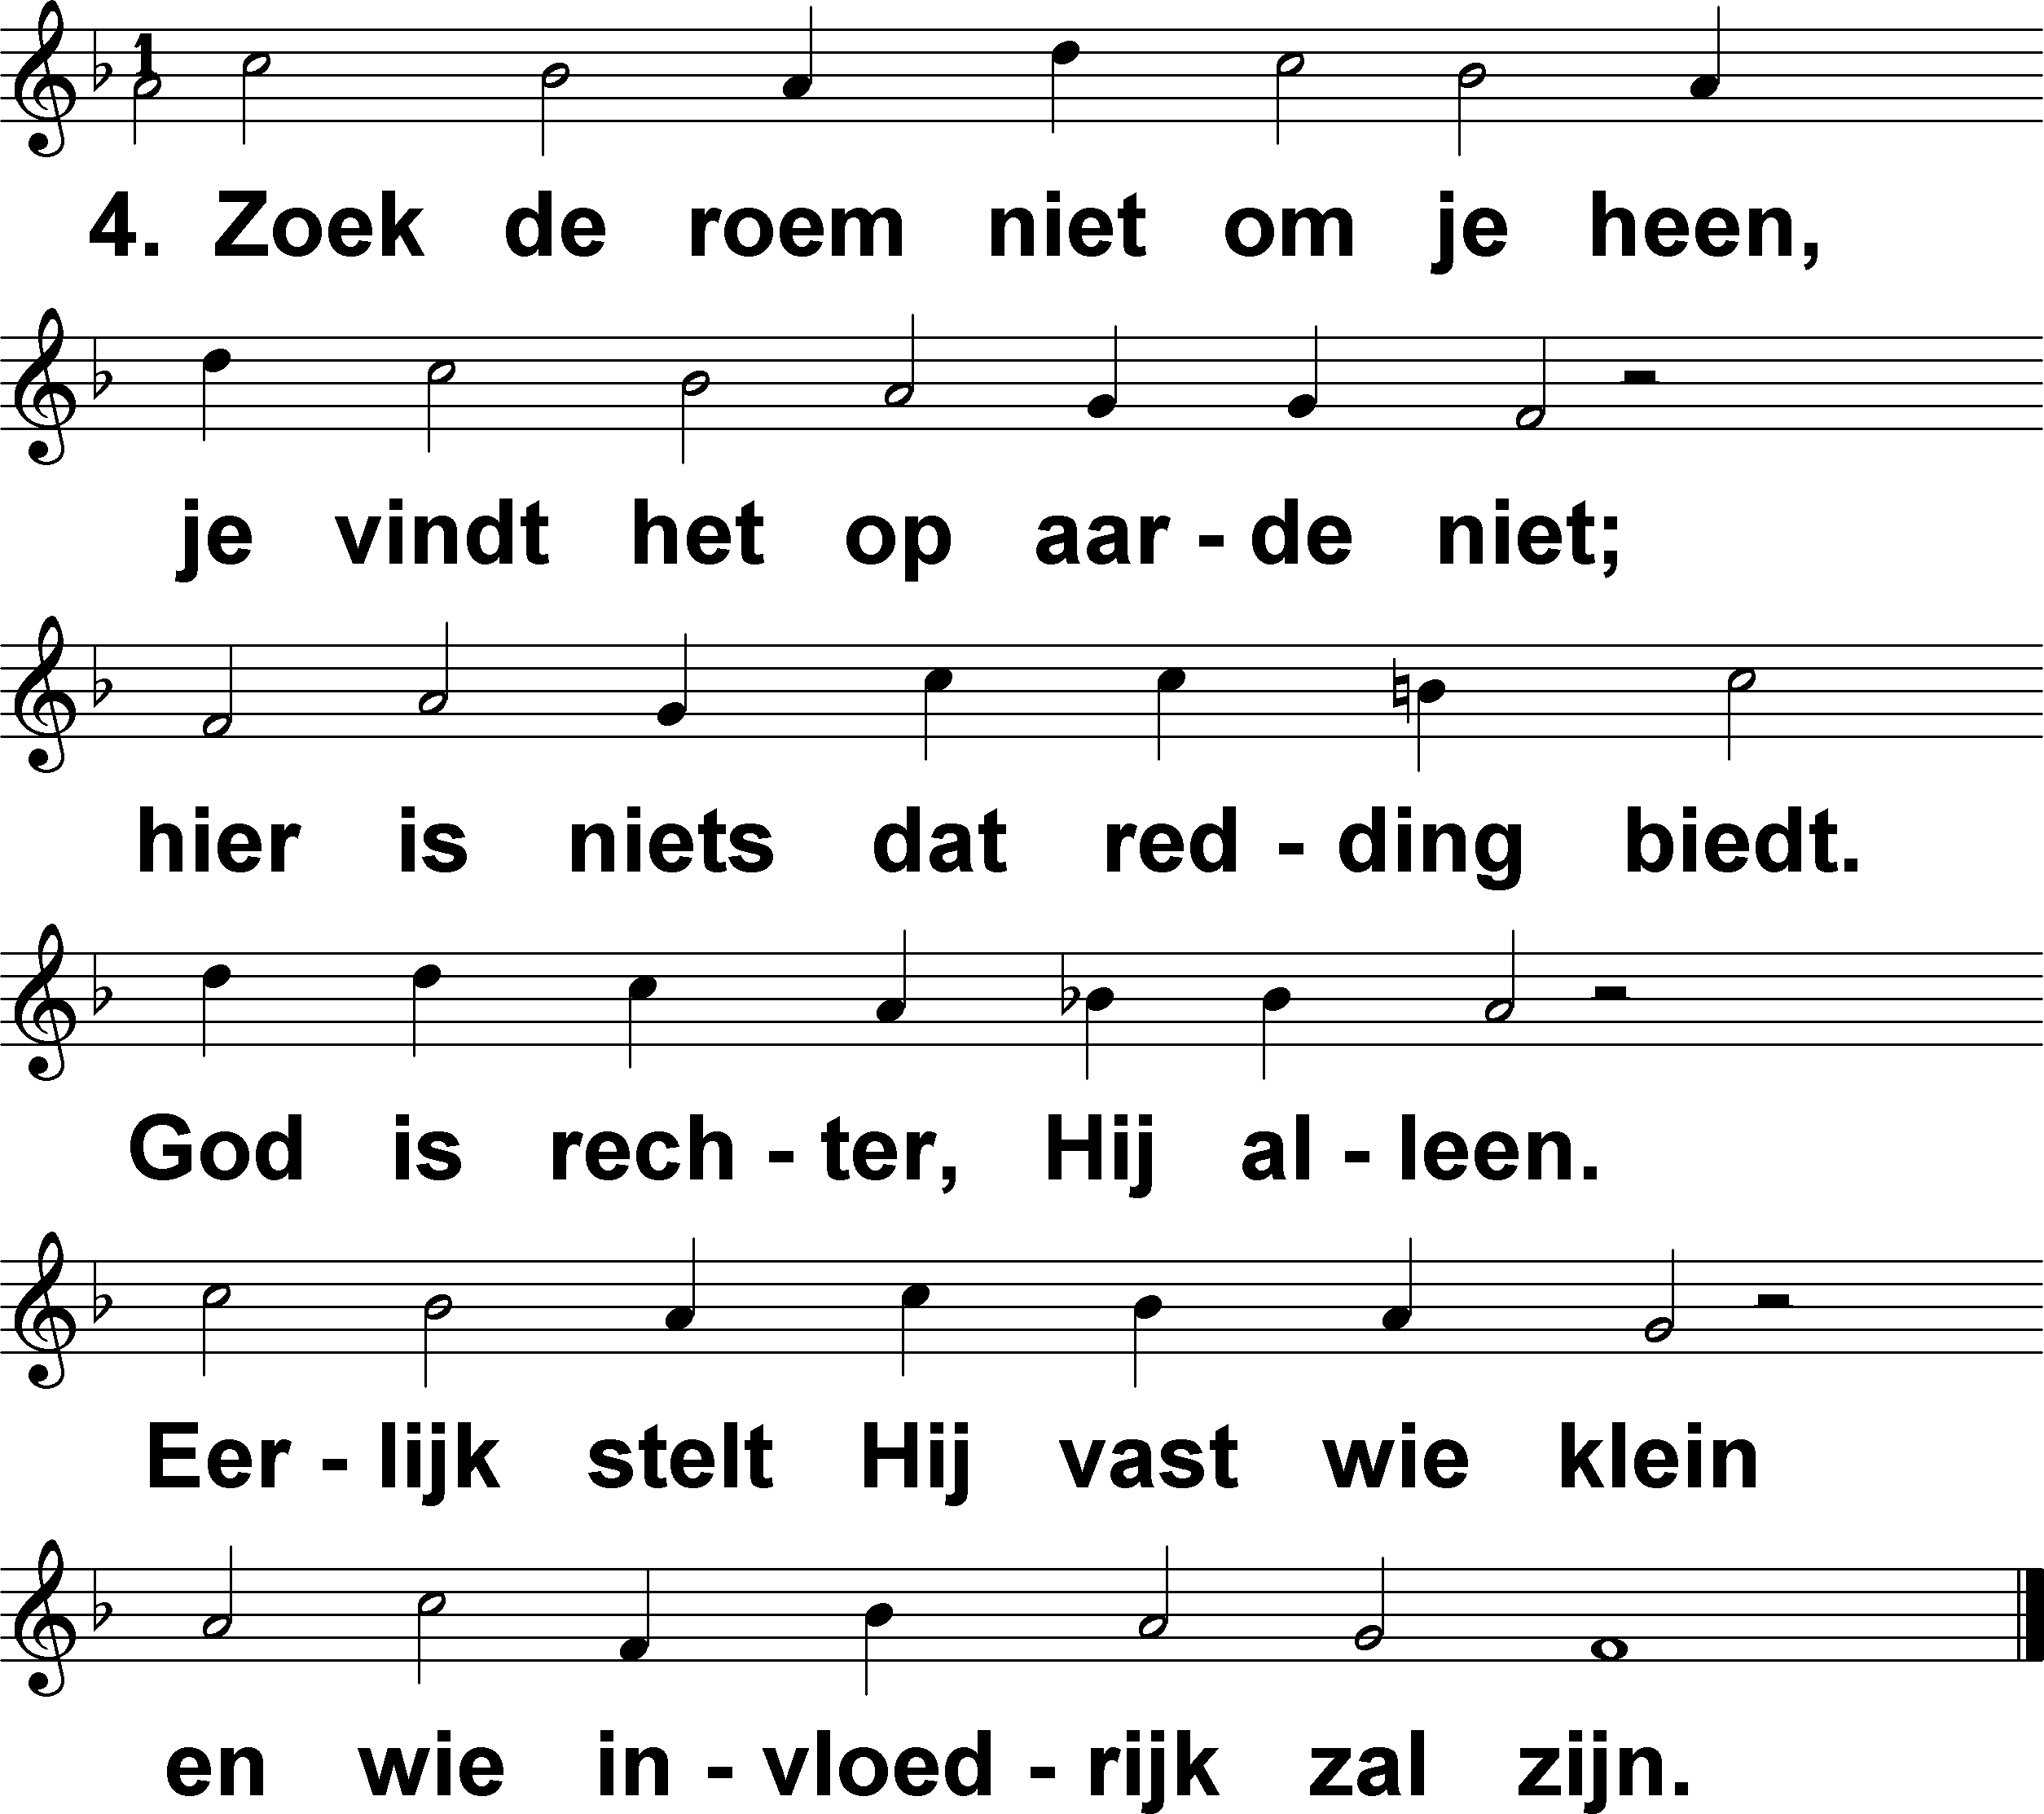 1
4. Zoek de roem niet om je heen,
je vindt het op aar - de niet;
hier is niets dat red - ding biedt.
God is rech - ter, Hij al - leen.
Eer - lijk stelt Hij vast wie klein
en wie in - vloed - rijk zal zijn.